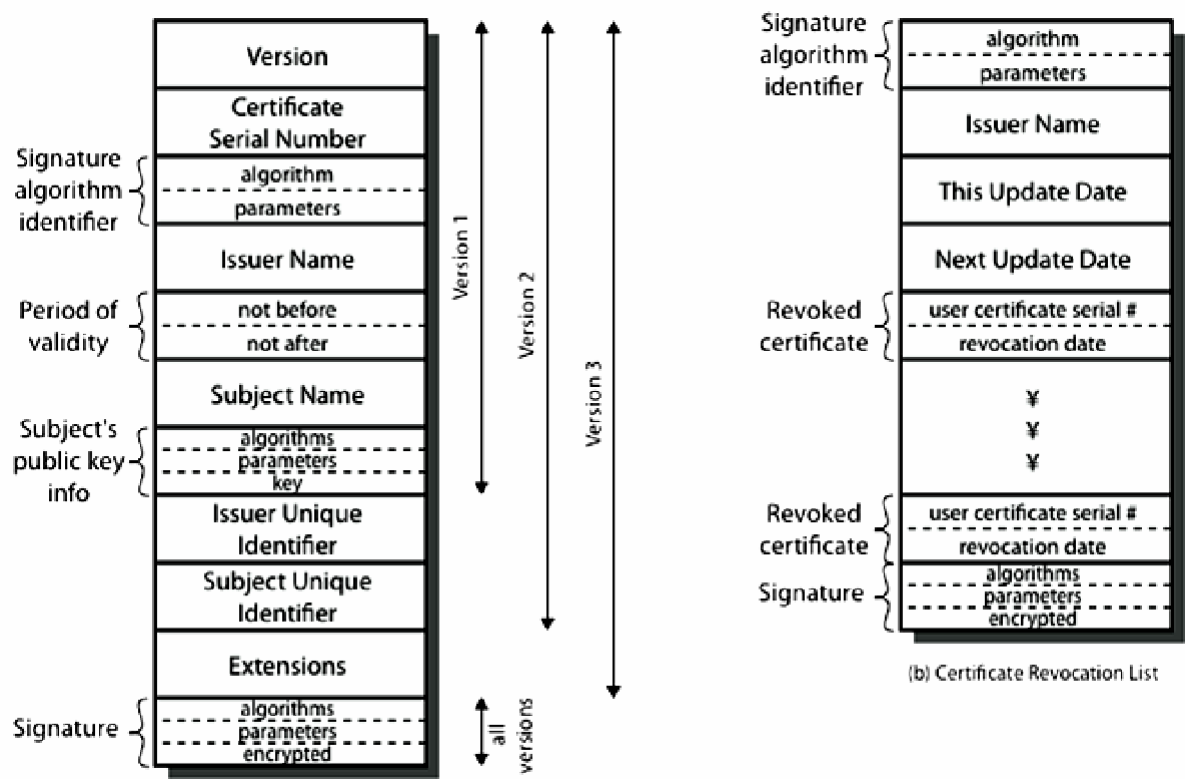 Version
Certificate
Serial Number
Signature
algorithm
identifier
algorithm
parameters
Issuer Name
Period of
validity
not before
not after
Subject Name
Subject's
public key
info
algorithms
parameters
key
Issuer Unique
Identifier
Subject Unique
Identifier
Extensions
Signature
algorithms
parameters
encrypted
Version 1
Version 2
Version 3
all
versions
Signature
algorithm
identifier
algorithm
parameters
Issuer Name
This Update Date
Next Update Date
Revoked
certificate
user certificate serial #
revocation date
¥
¥
¥
Revoked
certificate
user certificate serial #
revocation date
Signature
algorithms
parameters
encrypted
(b) Certificate Revocation List